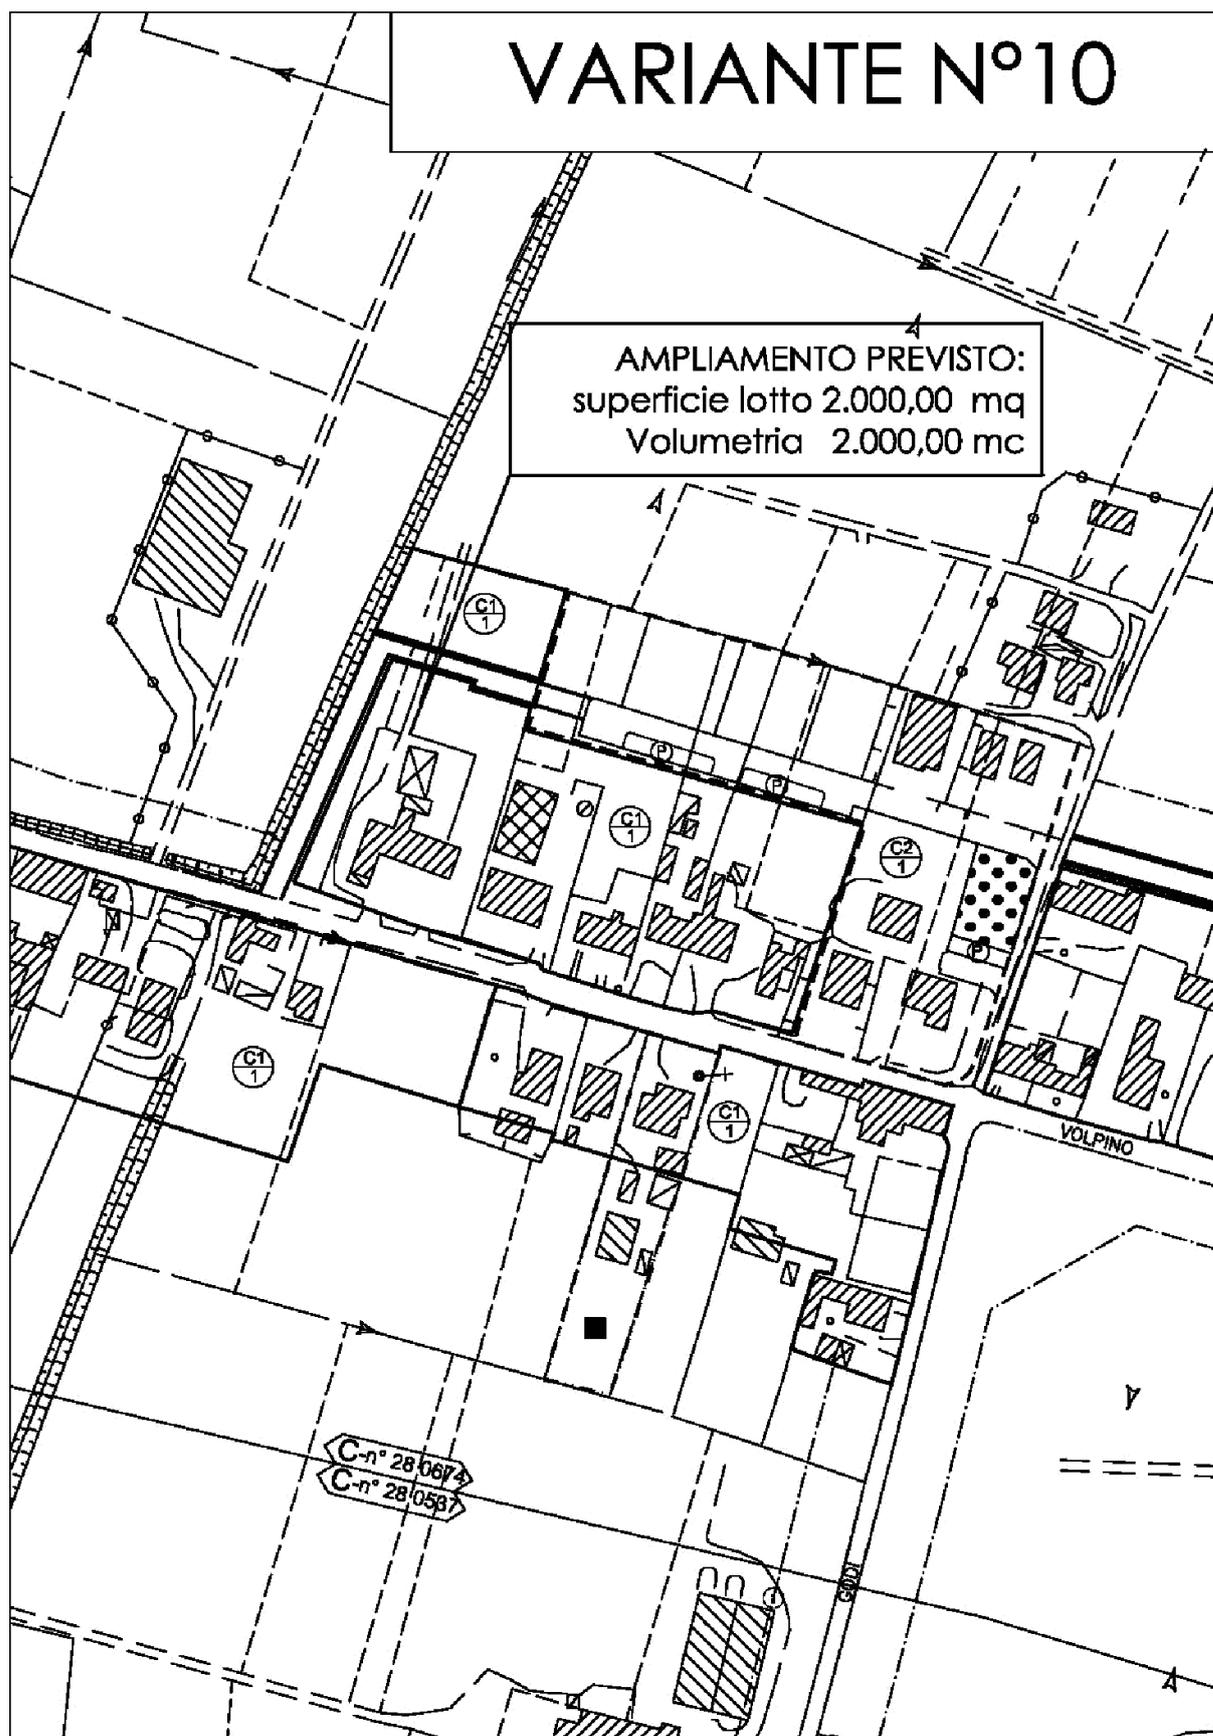 VARIANTE N°10
AMPLIAMENTO PREVISTO:
superficie lotto 2.000,00 mq
Volumetria 2.000,00 mc
C1
1
P
P
C1
1
C2
1
P
C1
1
C1
1
VOLPINO
C-n° 28 0674
C-n° 28 0587
GODI
i